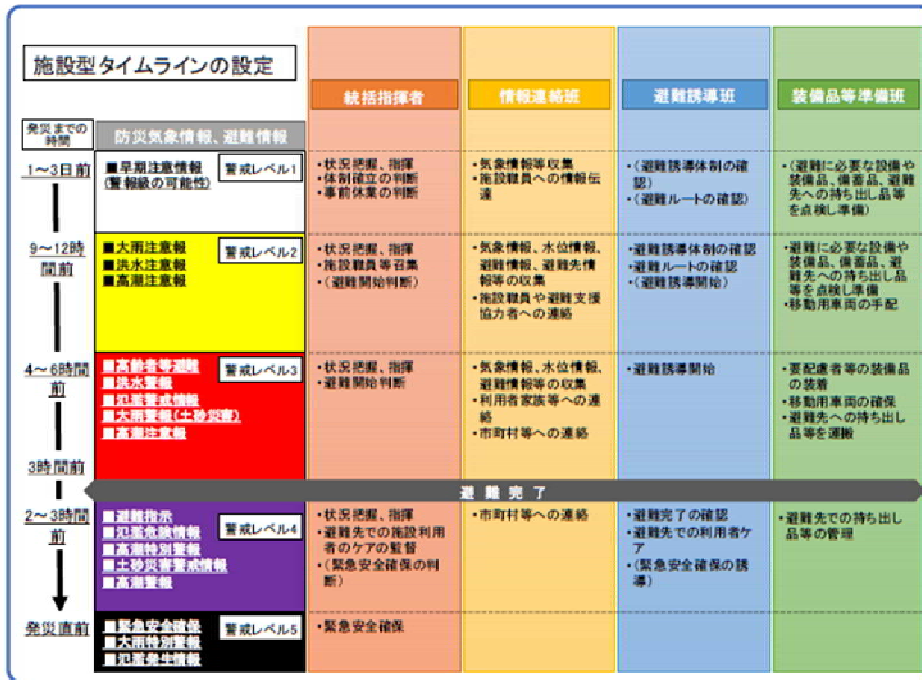 施設型タイムラインの設定
統括指揮者
情報連絡班
避難誘導班
装備品等準備班
発災までの
時間
防災気象情報、避難情報
1～3日前
■早期注意情報
(警報級の可能性)
警戒レベル1
・状況把握、指揮
・体制確立の判断
・事前休業の判断
・気象情報等収集
・施設職員への情報伝
達
・(避難誘導体制の確
認)
・(避難ルートの確認)
・(避難に必要な設備や
装備品、備蓄品、避難
先への持ち出し品等
を点検し準備)
9～12時
間前
■大雨注意報
■洪水注意報
■高潮注意報
警戒レベル2
・状況把握、指揮
・施設職員等召集
・(避難開始判断)
・気象情報、水位情報、
避難情報、避難先情
報等の収集
・施設職員や避難支援
協力者への連絡
・避難誘導体制の確認
・避難ルートの確認
・(避難誘導開始)
・避難に必要な設備や
装備品、備蓄品、避
難先への持ち出し品
等を点検し準備
・移動用車両の手配
4～6時間
前
■高齢者等避難
■洪水警報
■氾濫警戒情報
■大雨警報(土砂災害)
■高潮注意報
警戒レベル3
・状況把握、指揮
・避難開始判断
・気象情報、水位情報、
避難情報等の収集
・利用者家族等への連
絡
・市町村等への連絡
・避難誘導開始
・要配慮者等の装備品
の装着
・移動用車両の確保
・避難先への持ち出し
品等を運搬
3時間前
避難完了
2～3時間
前
■避難指示
■氾濫危険情報
■高潮特別警報
■土砂災害警戒情報
■高潮警報
警戒レベル4
・状況把握、指揮
・避難先での施設利用
者のケアの監督
・(緊急安全確保の判
断)
・市町村等への連絡
・避難完了の確認
・避難先での利用者ケ
ア
・(緊急安全確保の誘
導)
・避難先での持ち出し
品等の管理
発災直前
■緊急安全確保
■大雨特別警報
■氾濫発生情報
警戒レベル5
・緊急安全確保